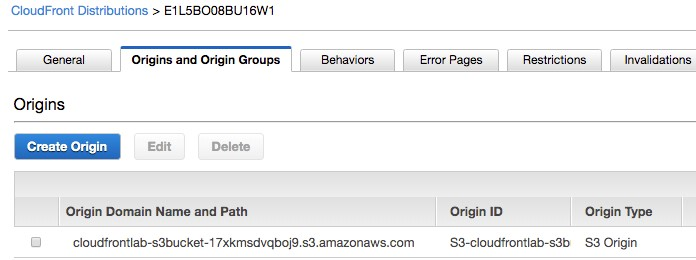 CloudFront Distributions > E1L5BO08BU16W1
General Origins and Origin Groups Behaviors Error Pages Restrictions Invalidations
Origins
Create Origin Edit Delete
Origin Domain Name and Path Origin ID Origin Type
cloudfrontlab-s3bucket-17xkmsdvqboj9.s3.amazonaws.com S3-cloudfrontlab-s3b S3 Origin